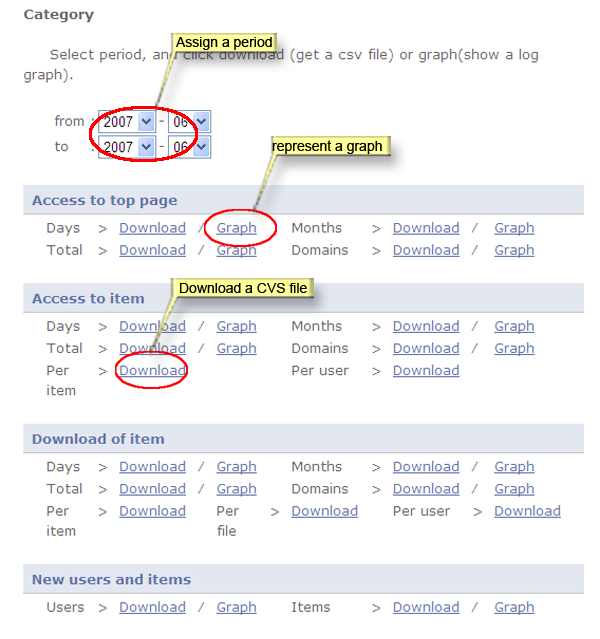 Category
Assign a period
Select period, and click download (get a csv file) or graph(show a log
graph).
from : 2007 - 06
to : 2007 - 06
represent a graph
Access to top page
Days > Download / Graph Months > Download / Graph
Total > Download / Graph Domains > Download / Graph
Download a CVS file
Access to item
Days > Download / Graph Months > Download / Graph
Total > Download / Graph Domains > Download / Graph
Per item > Download Per user > Download
Download of item
Days > Download / Graph Months > Download / Graph
Total > Download / Graph Domains > Download / Graph
Per item > Download Per file > Download Per user > Download
New users and items
Users > Download / Graph Items > Download / Graph